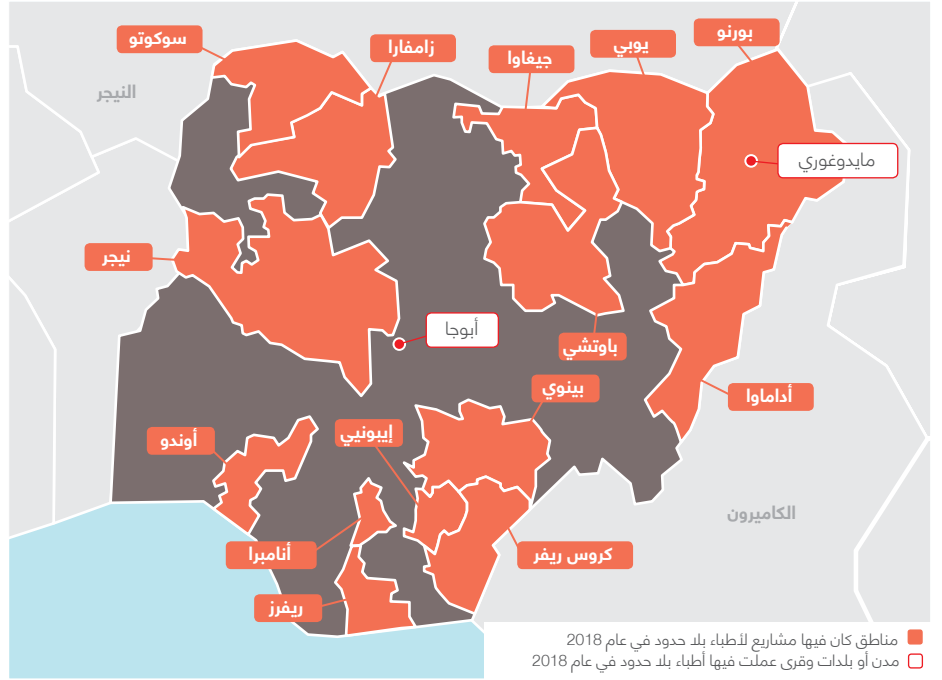 بورنو
يوبي
جيغاوا
زامفارا
سوكوتو
النيجر
مايدوغوري
نيجر
أبوجا
باوتشي
بينوي
أداماوا
إيبونيي
أوندو
الكاميرون
كروس ريفر
أنامبرا
ريفرز
مناطق كان فيها مشاريع لأطباء بلا حدود في عام 2018
مدن أو بلدات وقرى عملت فيها أطباء بلا حدود في عام 2018